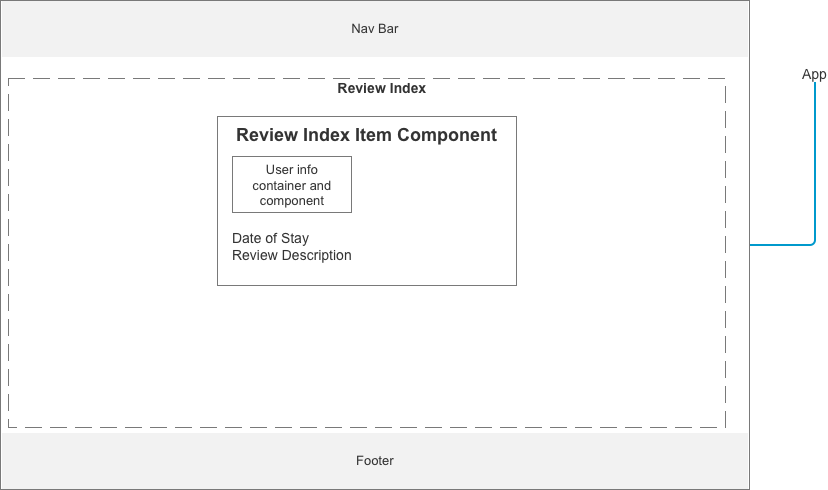 Nav Bar
App
Review Index
Review Index Item Component
User info
container and
component
Date of Stay
Review Description
Footer